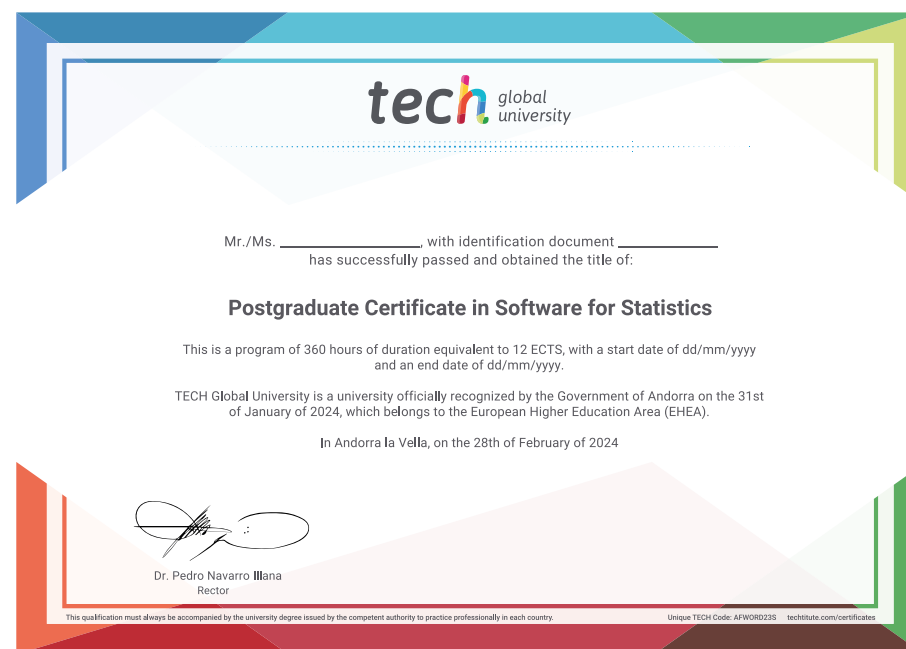 tech global university
Mr./Ms. ____________, with identification document ____________
has successfully passed and obtained the title of:
Postgraduate Certificate in Software for Statistics
This is a program of 360 hours of duration equivalent to 12 ECTS, with a start date of dd/mm/yyyy
and an end date of dd/mm/yyyy.
TECH Global University is a university officially recognized by the Government of Andorra on the 31st
of January of 2024, which belongs to the European Higher Education Area (EHEA).
In Andorra la Vella, on the 28th of February of 2024
Dr. Pedro Navarro Illana
Rector
This qualification must always be accompanied by the university degree issued by the competent authority to practice professionally in each country.
Unique TECH Code: AFWORD23S techtitute.com/certificates